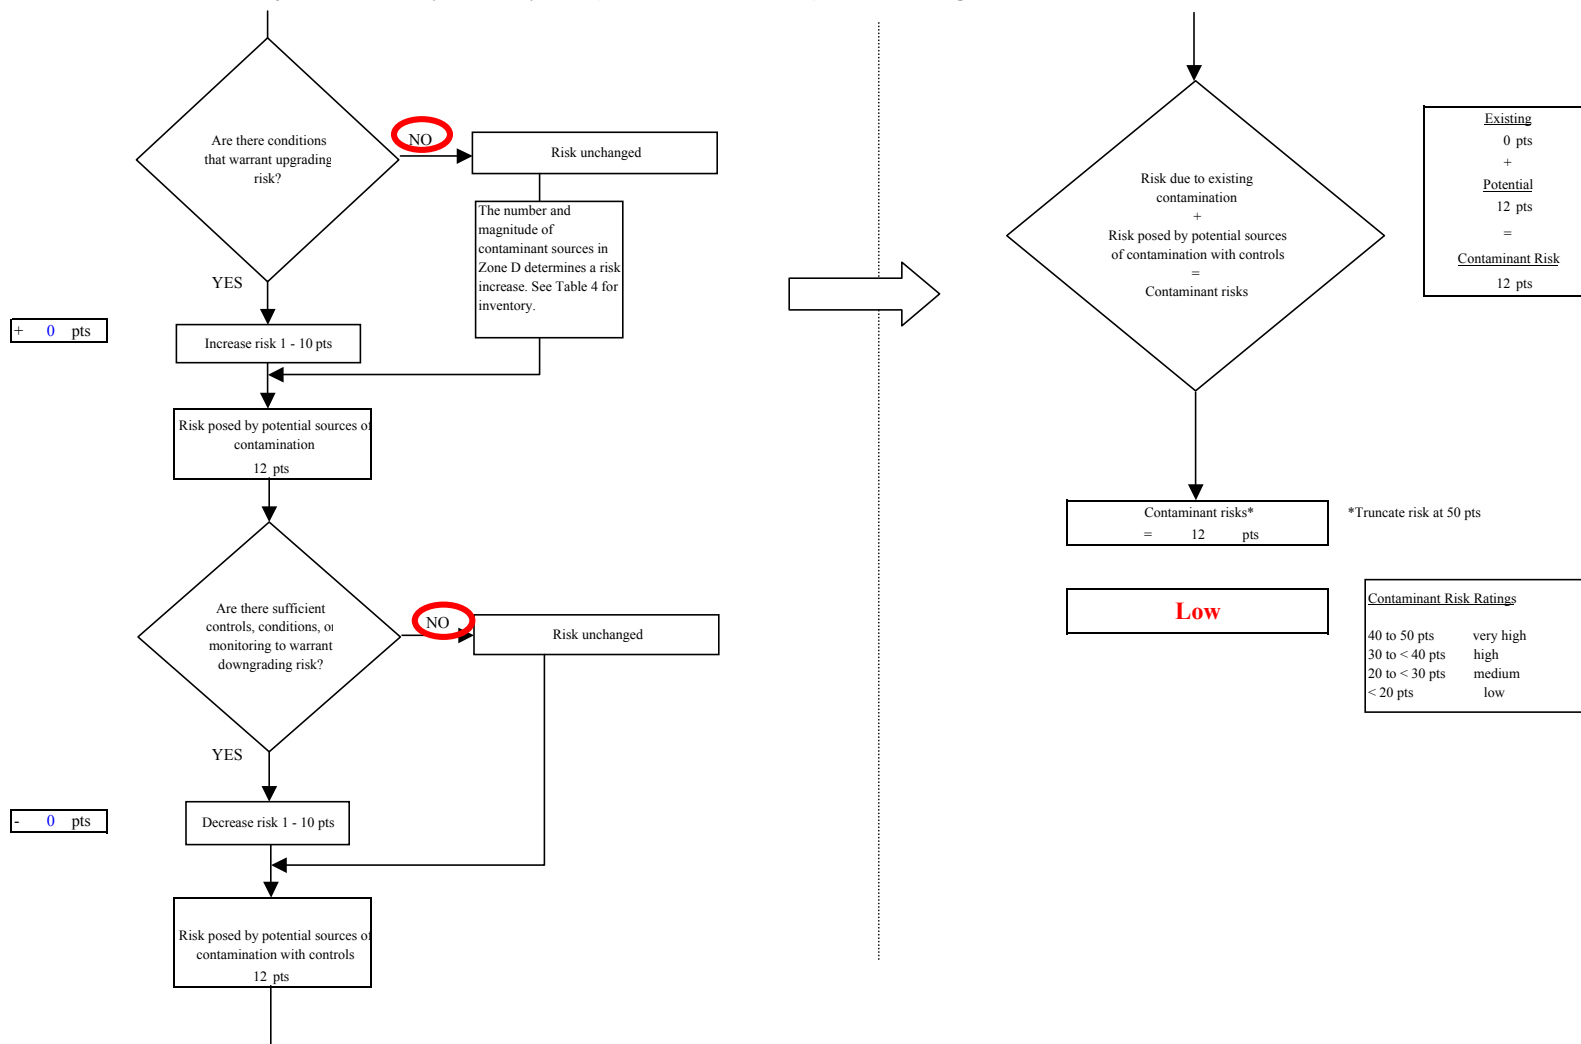 Are there conditions
that warrant upgrading
risk?
NO
Risk unchanged
The number and
magnitude of
contaminant sources in
Zone D determines a risk
increase. See Table 4 for
inventory.
YES
+ 0 pts
Increase risk 1 - 10 pts
Risk posed by potential sources of
contamination
12 pts
Are there sufficient
controls, conditions, or
monitoring to warrant
downgrading risk?
NO
Risk unchanged
YES
- 0 pts
Decrease risk 1 - 10 pts
Risk posed by potential sources of
contamination with controls
12 pts
Risk due to existing
contamination
+
Risk posed by potential sources
of contamination with controls
=
Contaminant risks
Existing
0 pts
+
Potential
12 pts
=
Contaminant Risk
12 pts
Contaminant risks*
= 12 pts
*Truncate risk at 50 pts
Low
Contaminant Risk Ratings
40 to 50 pts very high
30 to < 40 pts high
20 to < 30 pts medium
< 20 pts low